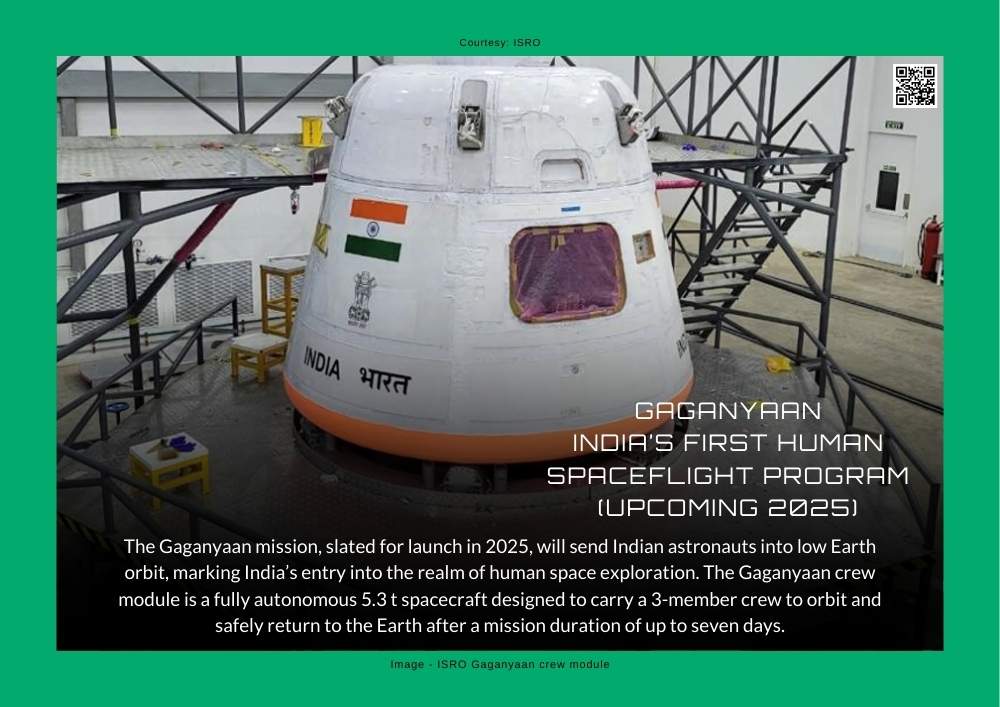 Courtesy: ISRO
EXIT
INDIA भारत
GAGANYAAN
INDIA'S FIRST HUMAN
SPACEFLIGHT PROGRAM
(UPCOMING 2025)
The Gaganyaan mission, slated for launch in 2025, will send Indian astronauts into low Earth
orbit, marking India's entry into the realm of human space exploration. The Gaganyaan crew
module is a fully autonomous 5.3 t spacecraft designed to carry a 3-member crew to orbit and
safely return to the Earth after a mission duration of up to seven days.
Image - ISRO Gaganyaan crew module